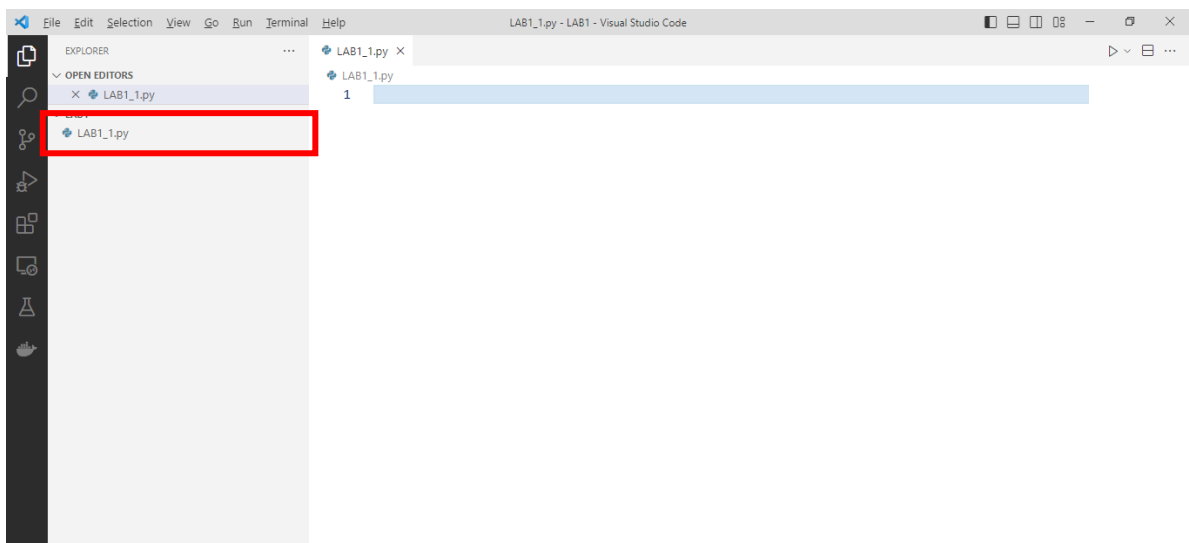 File Edit Selection View Go Run Terminal Help LAB1_1.py - LAB1 - Visual Studio Code
EXPLORER ...
OPEN EDITORS
LAB1_1.py
LAB1_1.py
LAB1_1.py
LAB1_1.py
1